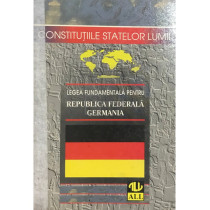 CONSTITUȚIILE STATELOR LUMII
LEGEA FUNDAMENTALĂ PENTRU
REPUBLICA FEDERALĂ
GERMANIA
ALL